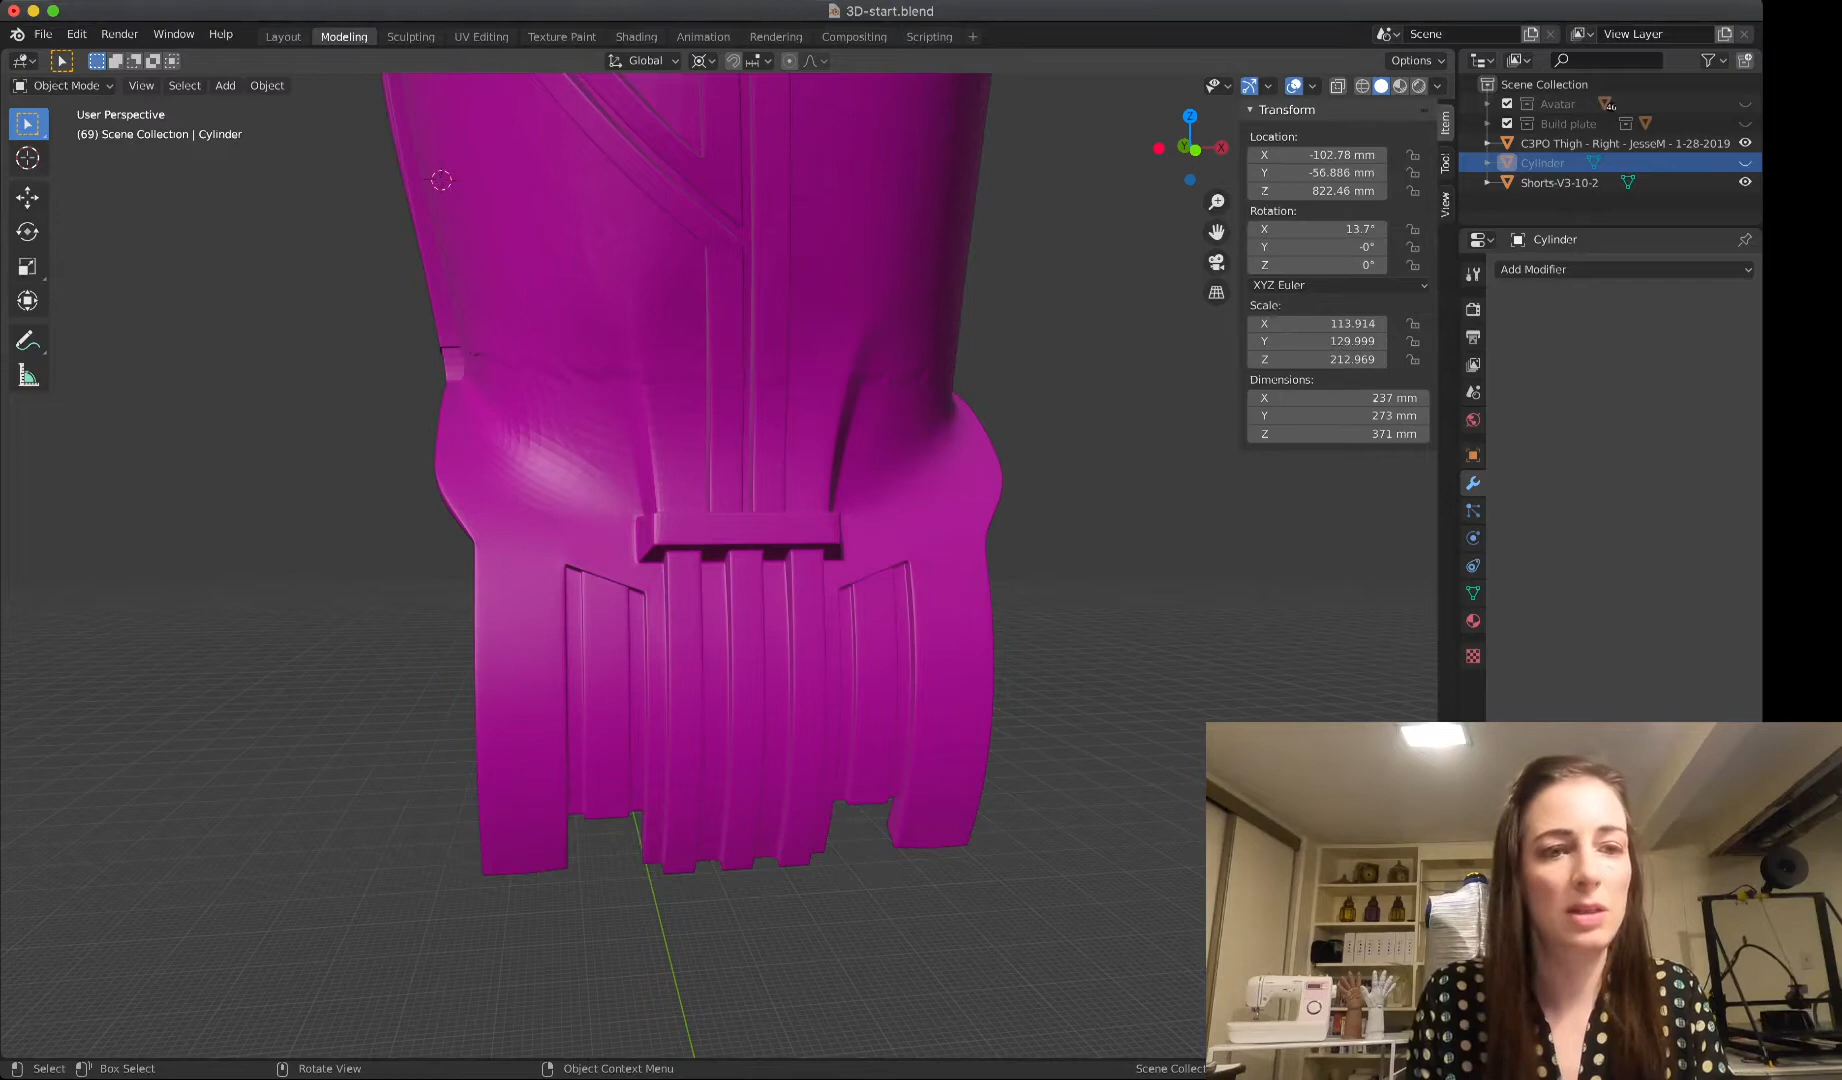 3D-start.blend
File Edit Render Window Help
Layout Modeling Sculpting UV Editing Texture Paint Shading Animation Rendering Compositing Scripting +
Scene View Layer
Global Options
Object Mode View Select Add Object
User Perspective
(69) Scene Collection | Cylinder
Transform
Location:
X -102.78 mm
Y -56.886 mm
Z 822.46 mm
Rotation:
X 13.7°
Y -0°
Z 0°
XYZ Euler
Scale:
X 113.914
Y 129.999
Z 212.969
Dimensions:
X 237 mm
Y 273 mm
Z 371 mm
Item
Tool
View
Z
Y
X
Scene Collection
Avatar 46
Build plate
C3PO Thigh - Right - JesseM - 1-28-2019
Cylinder
Shorts-V3-10-2
Cylinder
Add Modifier
Select Box Select Rotate View Object Context Menu Scene Collec